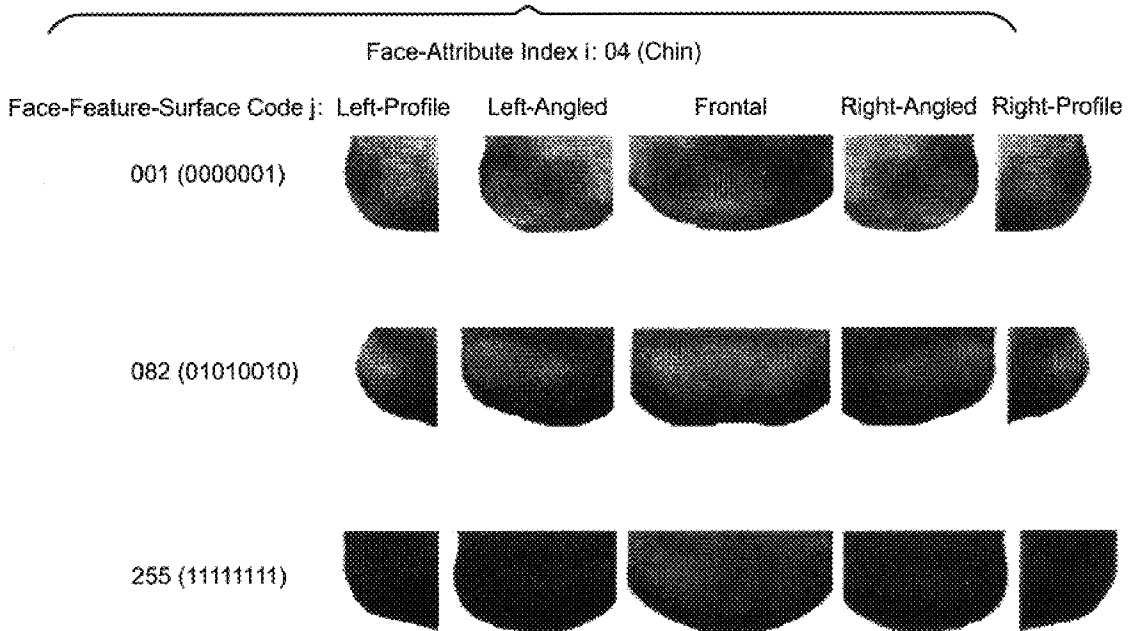 Face-Attribute Index i: 04 (Chin)
Face-Feature-Surface Code j: Left-Profile Left-Angled Frontal Right-Angled Right-Profile
001 (0000001)
082 (01010010)
255 (11111111)